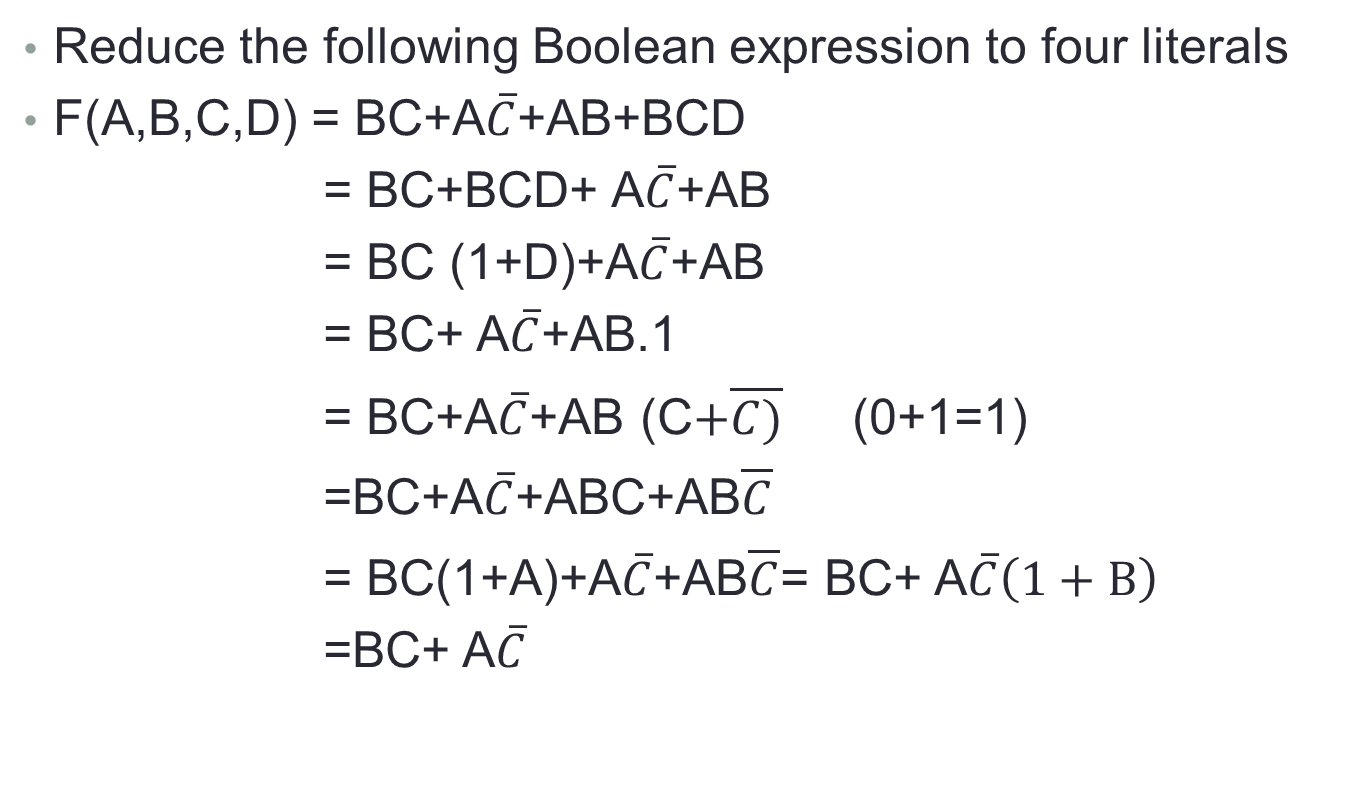 • Reduce the following Boolean expression to four literals
• F(A,B,C,D) = BC+AC̄+AB+BCD
= BC+BCD+ AC̄+AB
= BC (1+D)+AC̄+AB
= BC+ AC̄+AB.1
= BC+AC̄+AB (C+C̅)̅ (0+1=1)
=BC+AC̄+ABC+ABC̅
= BC(1+A)+AC̄+ABC̅= BC+ AC̄(1 + B)
=BC+ AC̄